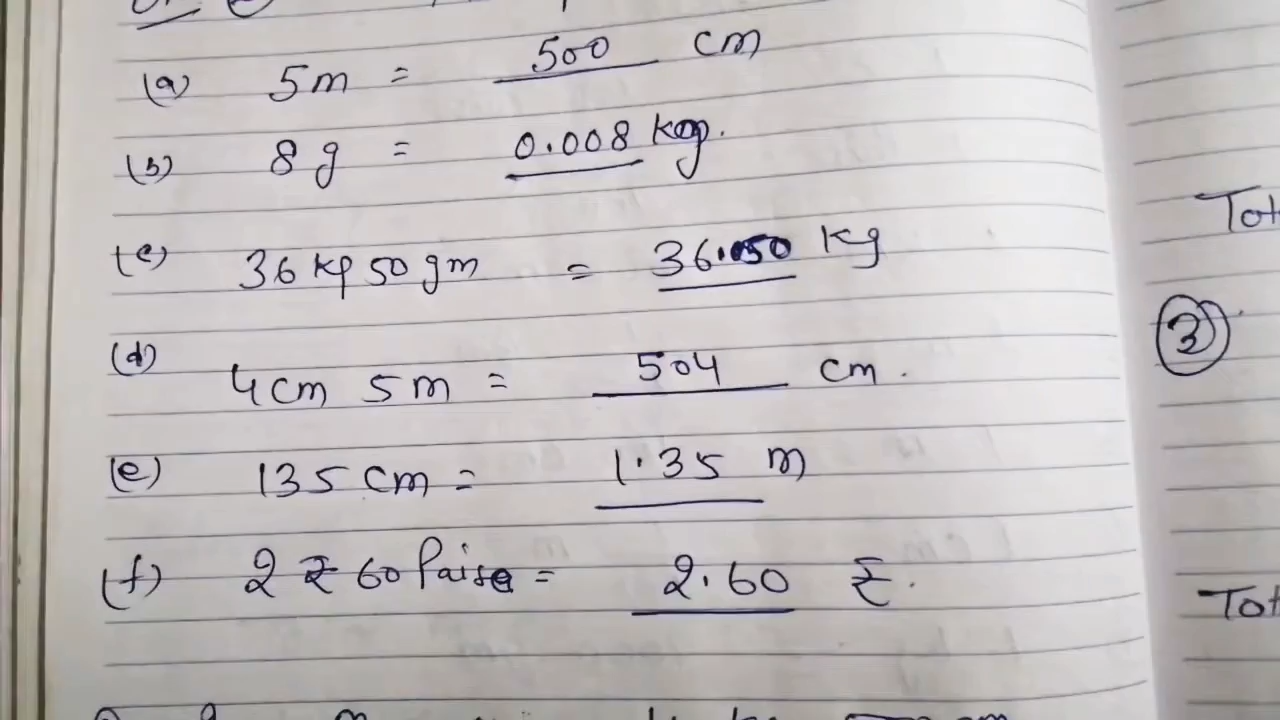 (a) 5m = 500 cm
(b) 8g = 0.008 kg.
(c) 36 kg 50 gm = 36.050 kg
(d) 4cm 5m = 504 cm.
(e) 135 cm = 1.35 m
(f) 2 ₹ 60 Paise = 2.60 ₹.
Tot
3
Tot